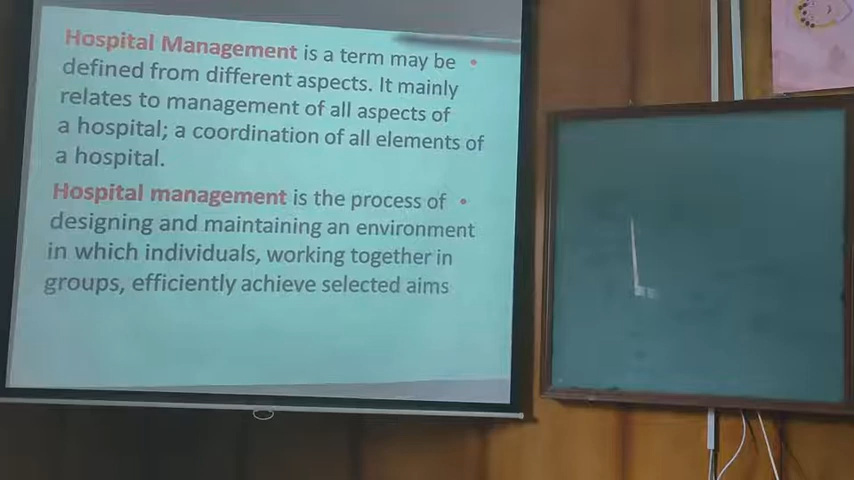 Hospital Management is a term may be •
defined from different aspects. It mainly
relates to management of all aspects of
a hospital; a coordination of all elements of
a hospital.
Hospital management is the process of •
designing and maintaining an environment
in which individuals, working together in
groups, efficiently achieve selected aims